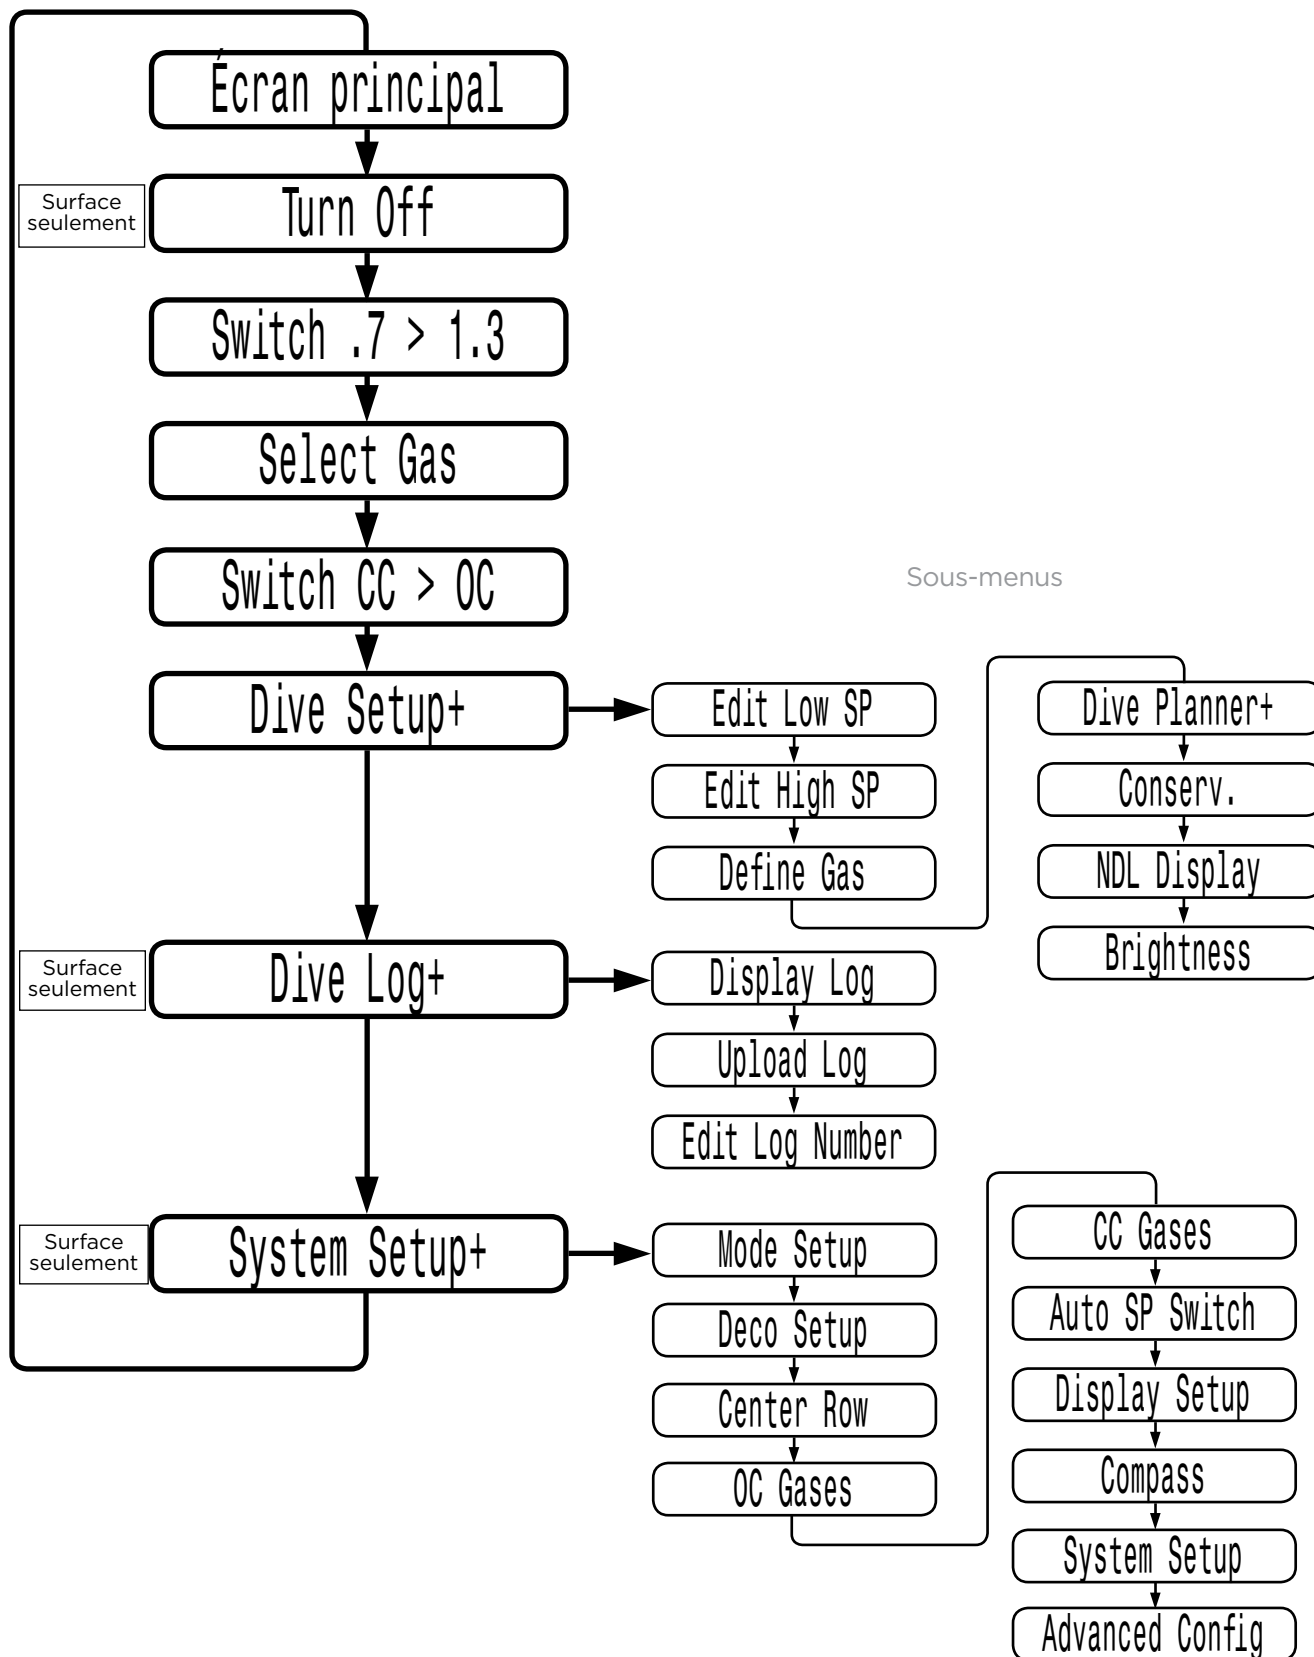 Écran principal
Surface
seulement
Turn Off
Switch .7 > 1.3
Select Gas
Switch CC > OC
Sous-menus
Dive Setup+
Edit Low SP
Edit High SP
Define Gas
Dive Planner+
Conserv.
NDL Display
Brightness
Surface
seulement
Dive Log+
Display Log
Upload Log
Edit Log Number
Surface
seulement
System Setup+
Mode Setup
Deco Setup
Center Row
OC Gases
CC Gases
Auto SP Switch
Display Setup
Compass
System Setup
Advanced Config